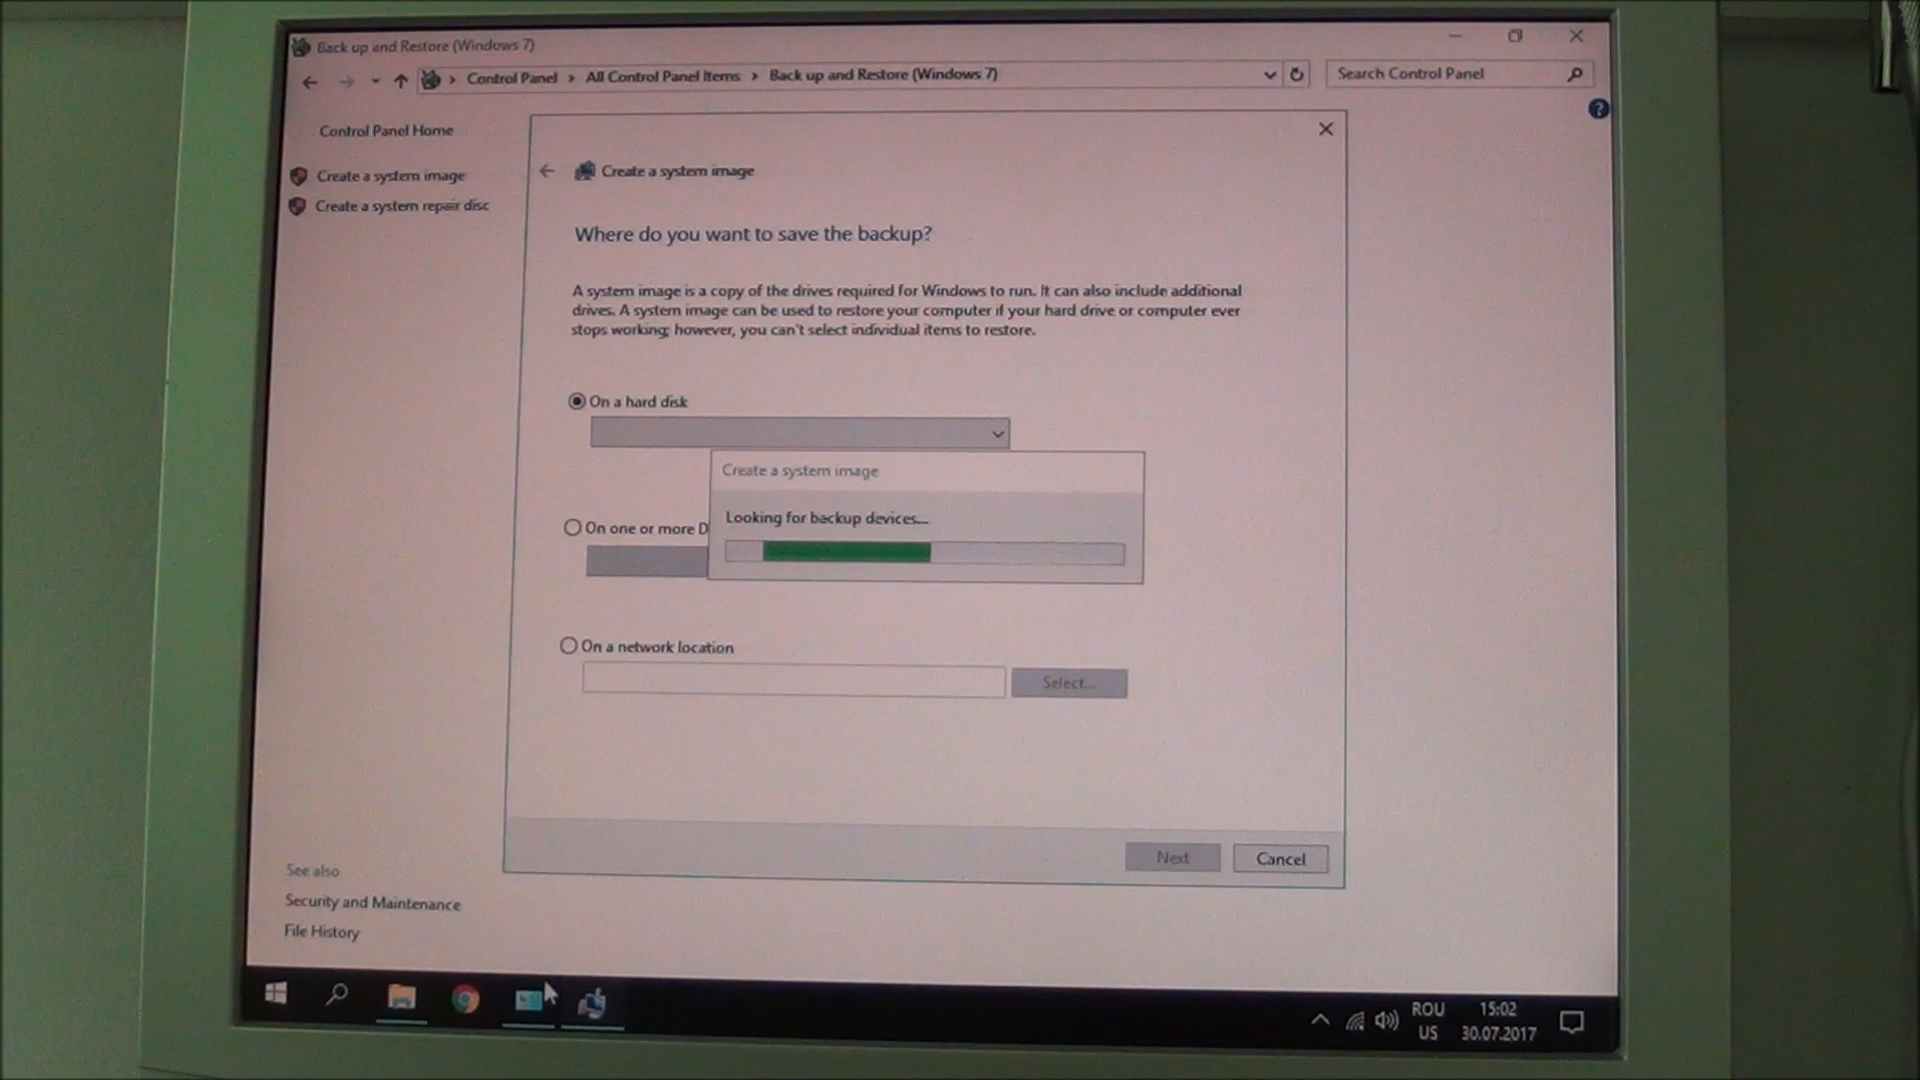 Back up and Restore (Windows 7)
Control Panel > All Control Panel Items > Back up and Restore (Windows 7)
Search Control Panel
Control Panel Home
Create a system image
Create a system repair disc
Create a system image
Where do you want to save the backup?
A system image is a copy of the drives required for Windows to run. It can also include additional
drives. A system image can be used to restore your computer if your hard drive or computer ever
stops working; however, you can't select individual items to restore.
On a hard disk
Create a system image
Looking for backup devices...
On one or more D
On a network location
Select...
Next
Cancel
See also
Security and Maintenance
File History
ROU
US
15:02
30.07.2017